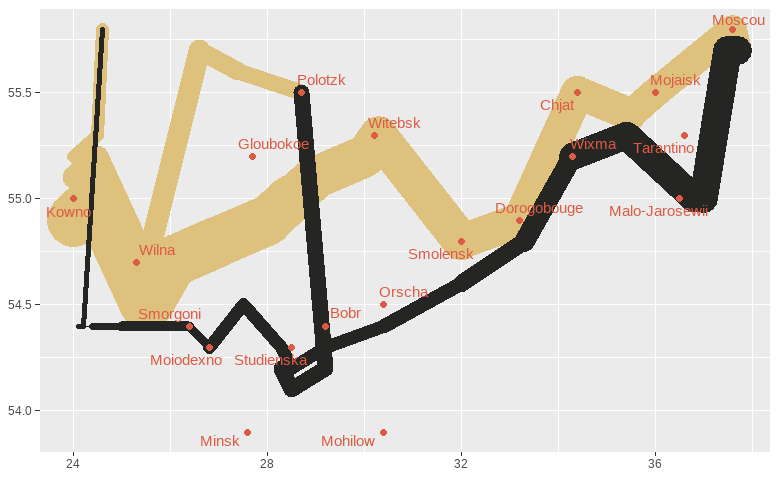 Moscou
55.5
Polotzk
Mojaisk
Chjat
Witebsk
Gloubokoe
Wixma
Tarantino
55.0
Kowno
Dorogobouge
Malo-Jarosewii
Wilna
Smolensk
54.5
Smorgoni
Bobr
Orscha
Moiodexno
Studienska
54.0
Minsk
Mohilow
24
28
32
36